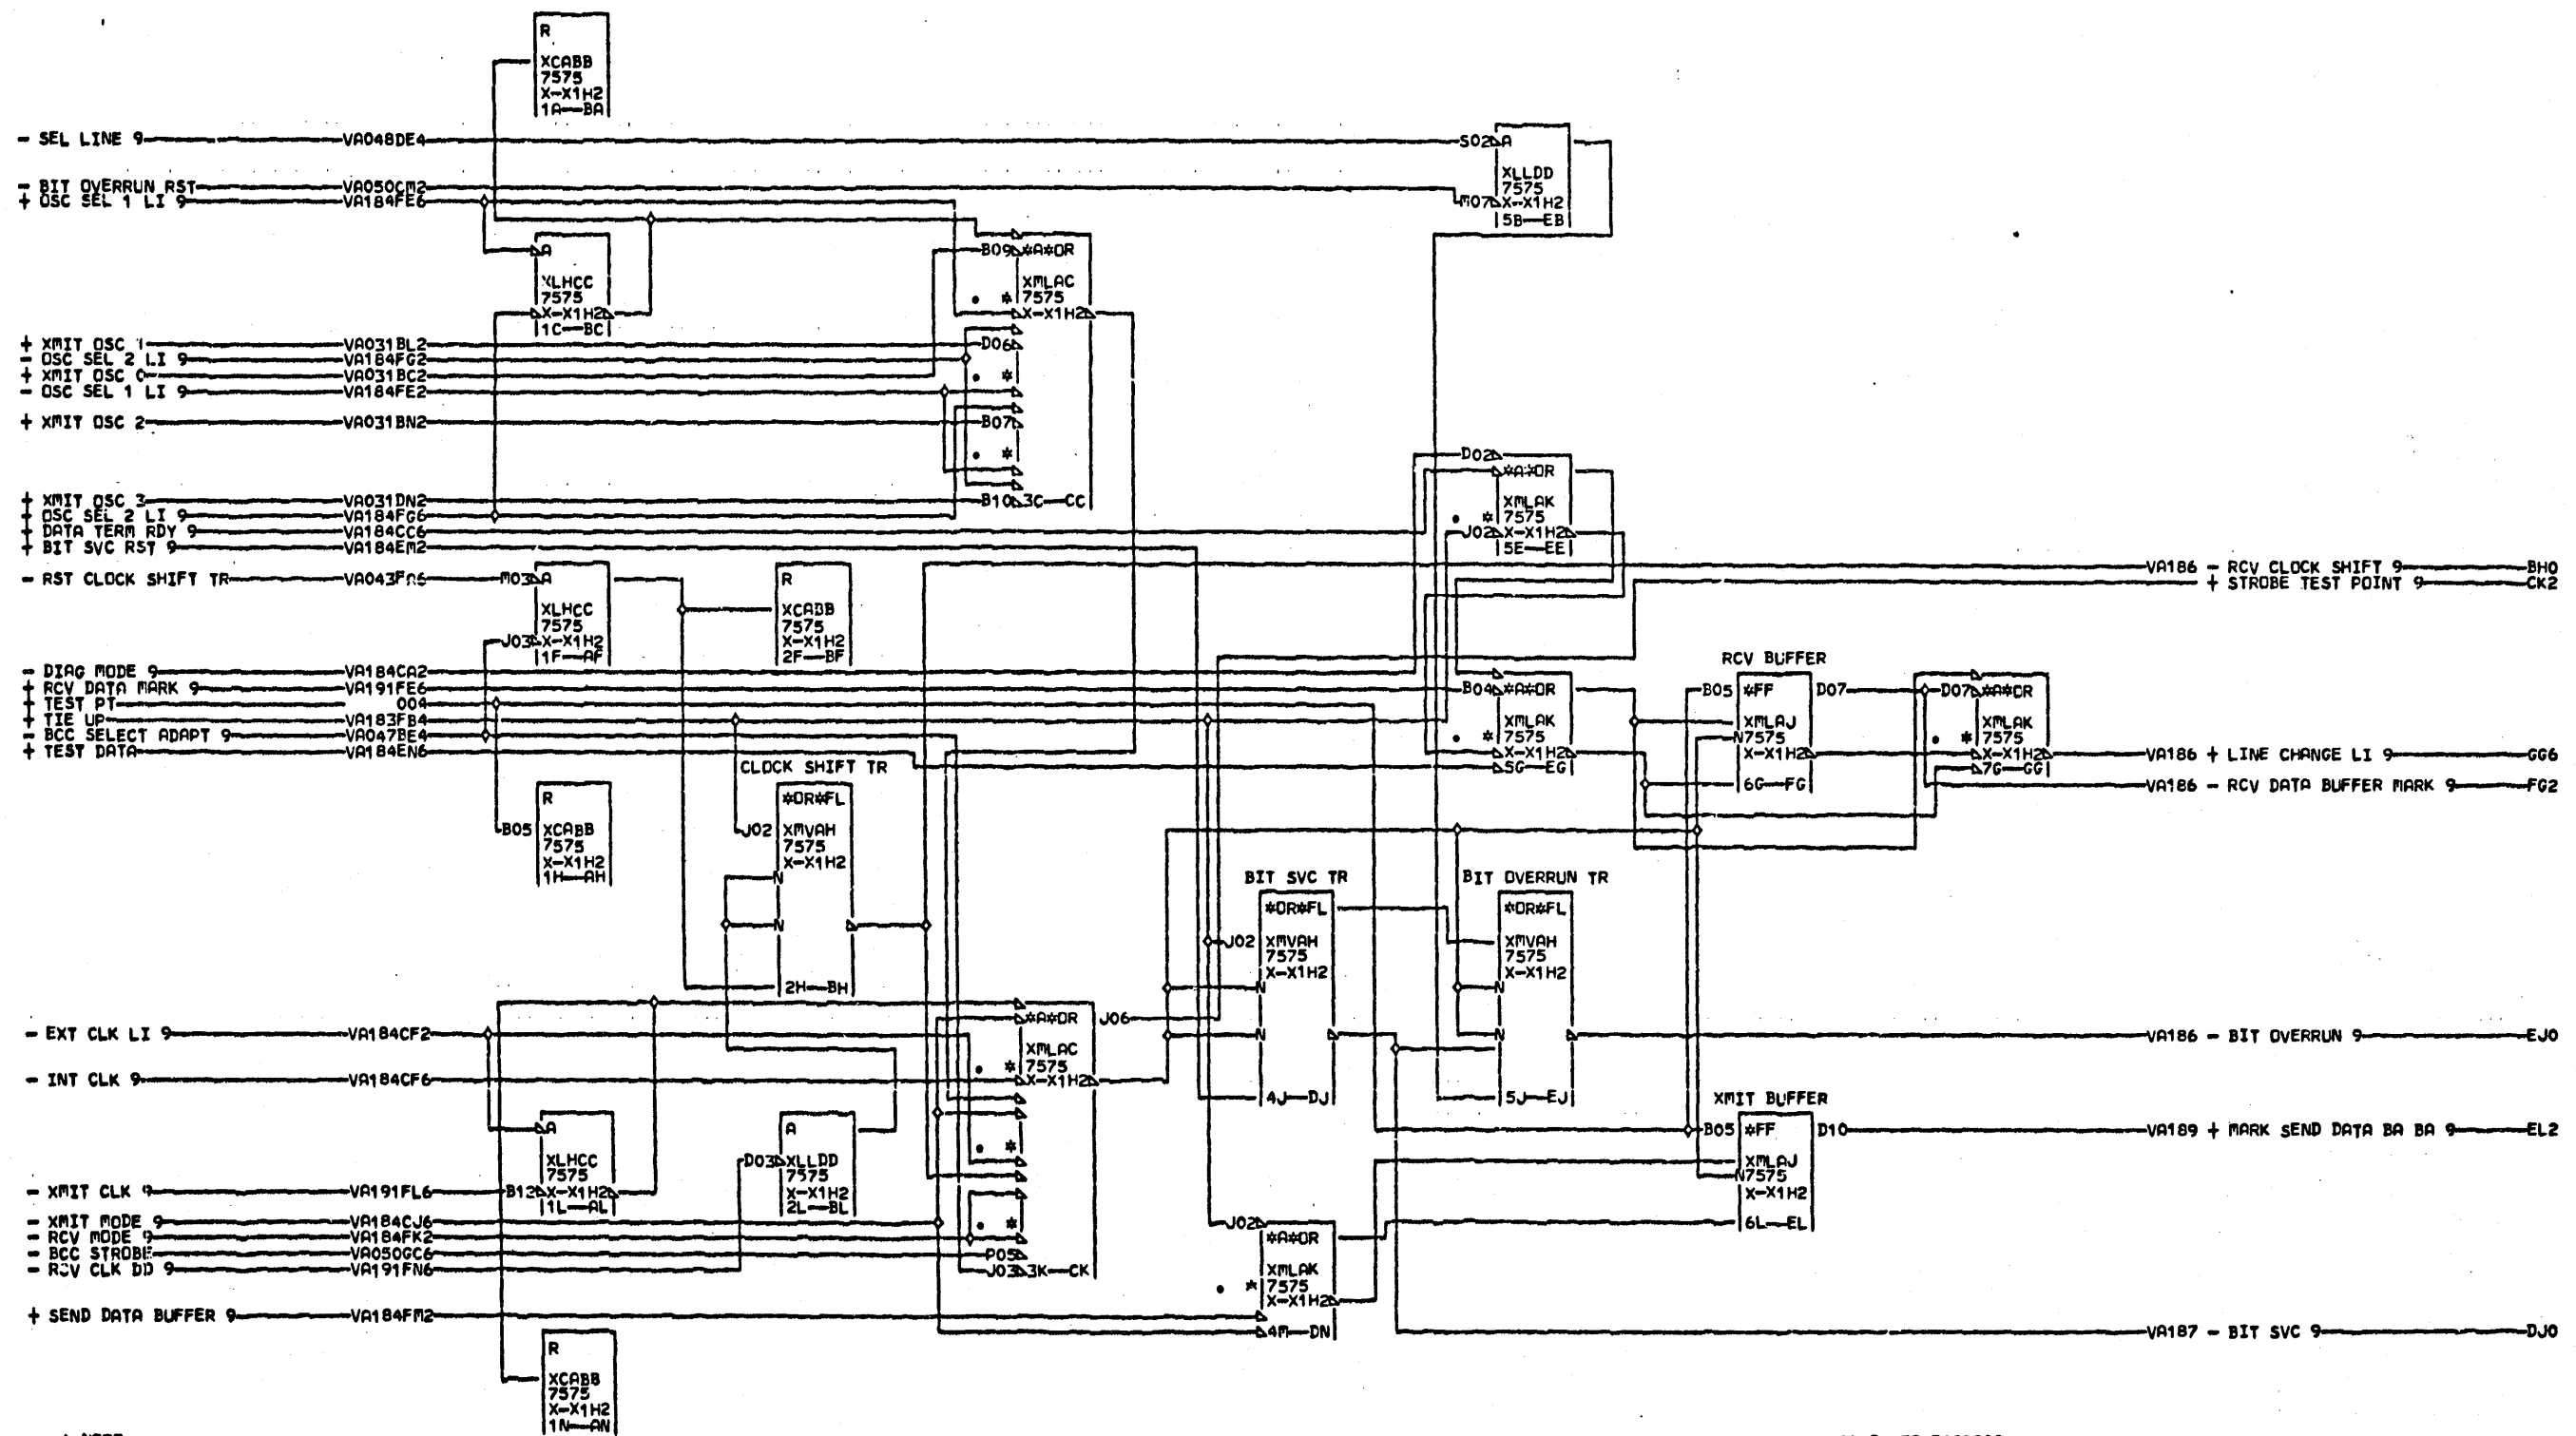 R
XCABB
7575
X-X1H2
1A—BA
- SEL LINE 9 VA048DE4 S02 A
XLLDD
7575
- BIT OVERRUN RST VA050CM2
+ OSC SEL 1 LI 9 VA184FE6 M07 X-X1H2
5B—EB
A B09 *A*OR
XLHCC XMLAC
7575 * 7575
X-X1H2 X-X1H2
1C—BC
+ XMIT OSC 1 VA031BL2 D06
- OSC SEL 2 LI 9 VA184FG2
+ XMIT OSC 0 VA031BC2 *
- OSC SEL 1 LI 9 VA184FE2
+ XMIT OSC 2 VA031BN2 B07
* D02
*A*OR
+ XMIT OSC 3 VA031DN2 B10 3C—CC XMLAK
OSC SEL 2 LI 9 VA184FG6 * 7575
+ DATA TERM RDY 9 VA184CC6 J02 X-X1H2
+ BIT SVC RST 9 VA184EM2 5E—EE
VA186 - RCV CLOCK SHIFT 9 BH0
- RST CLOCK SHIFT TR VA043FA6 M03 A R + STROBE TEST POINT 9 CK2
XLHCC XCABB
7575 7575
J03 X-X1H2 X-X1H2
1F—AF 2F—BF RCV BUFFER
- DIAG MODE 9 VA184CA2
+ RCV DATA MARK 9 VA191FE6 B04 *A*OR B05 *FF D07 D07 *A*OR
+ TEST PT 004
+ TIE UP VA183FB4 XMLAK XMLAJ XMLAK
- BCC SELECT ADAPT 9 VA047BE4 * 7575 N7575 * 7575
+ TEST DATA VA184EN6 X-X1H2 X-X1H2 X-X1H2 VA186 + LINE CHANGE LI 9 GG6
CLOCK SHIFT TR 5G—EG 7G—GG
6G—FG VA186 - RCV DATA BUFFER MARK 9 FG2
R *OR*FL
B05 XCABB J02 XMVAH
7575 7575
X-X1H2 X-X1H2
1H—AH N BIT SVC TR BIT OVERRUN TR
*OR*FL *OR*FL
N
J02 XMVAH XMVAH
7575 7575
X-X1H2 X-X1H2
2H—BH N N
*A*OR J06
- EXT CLK LI 9 VA184CF2 N N VA186 - BIT OVERRUN 9 EJ0
XMLAC
* 7575
- INT CLK 9 VA184CF6 X-X1H2
4J—DJ 5J—EJ XMIT BUFFER
A A B05 *FF D10 VA189 + MARK SEND DATA BA BA 9 EL2
*
XLHCC D03 XLLDD XMLAJ
7575 7575 N7575
- XMIT CLK 9 VA191FL6 B12 X-X1H2 X-X1H2 X-X1H2
1L—AL 2L—BL
- XMIT MODE 9 VA184CJ6 * J02 6L—EL
- RCV MODE 9 VA184FK2 *A*OR
- BCC STROBE VA050GC6 P05
- RCV CLK DD 9 VA191FN6 J03 3K—CK XMLAK
* 7575
X-X1H2
+ SEND DATA BUFFER 9 VA184FM2
4M—DN VA187 - BIT SVC 9 DJ0
R
XCABB
7575
X-X1H2
1N—AN